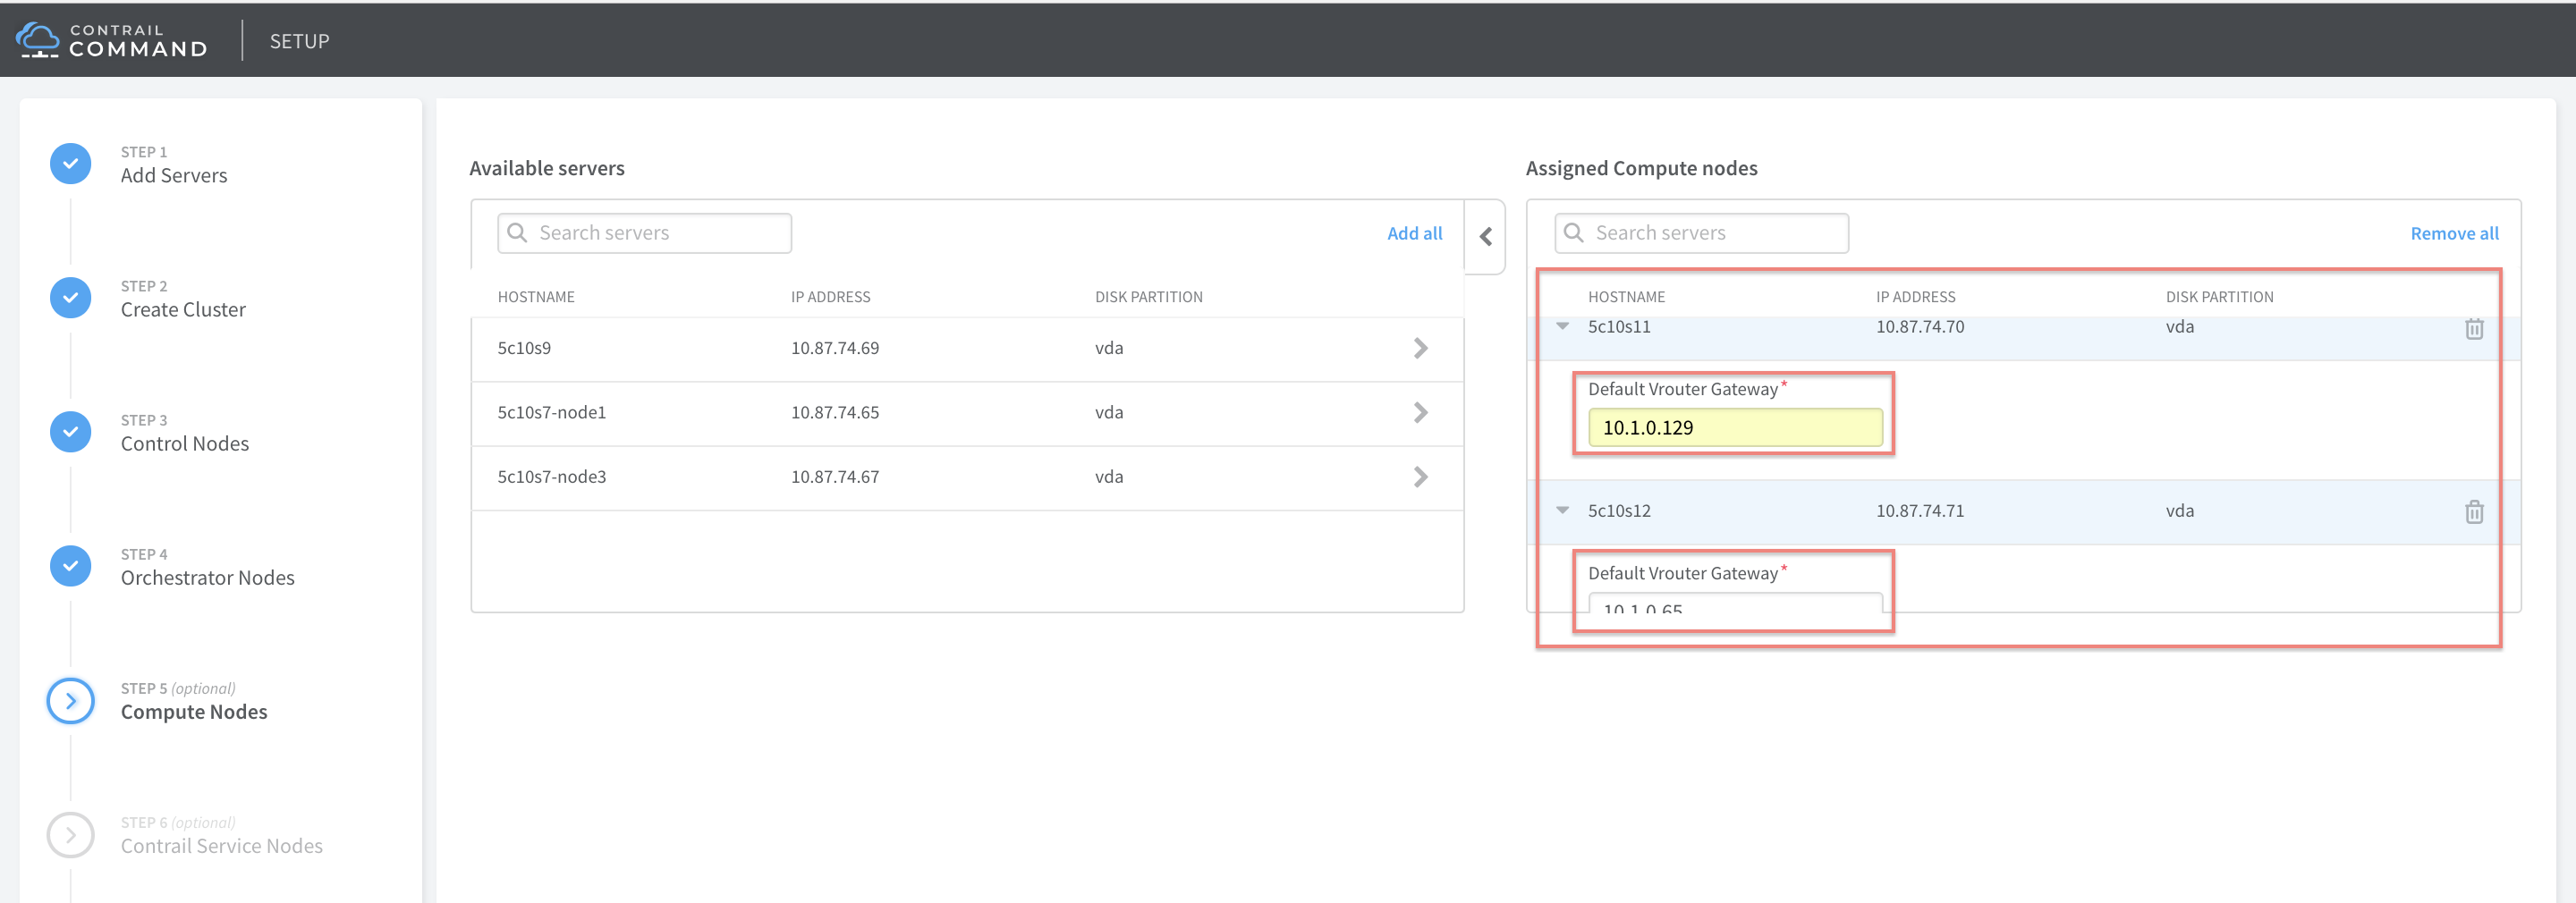 CONTRAIL
COMMAND
SETUP
STEP 1
Add Servers
STEP 2
Create Cluster
STEP 3
Control Nodes
STEP 4
Orchestrator Nodes
STEP 5 (optional)
Compute Nodes
STEP 6 (optional)
Contrail Service Nodes
Available servers
Search servers Add all
HOSTNAME IP ADDRESS DISK PARTITION
5c10s9 10.87.74.69 vda
5c10s7-node1 10.87.74.65 vda
5c10s7-node3 10.87.74.67 vda
Assigned Compute nodes
Search servers Remove all
HOSTNAME IP ADDRESS DISK PARTITION
5c10s11 10.87.74.70 vda
Default Vrouter Gateway*
10.1.0.129
5c10s12 10.87.74.71 vda
Default Vrouter Gateway*
10.1.0.65